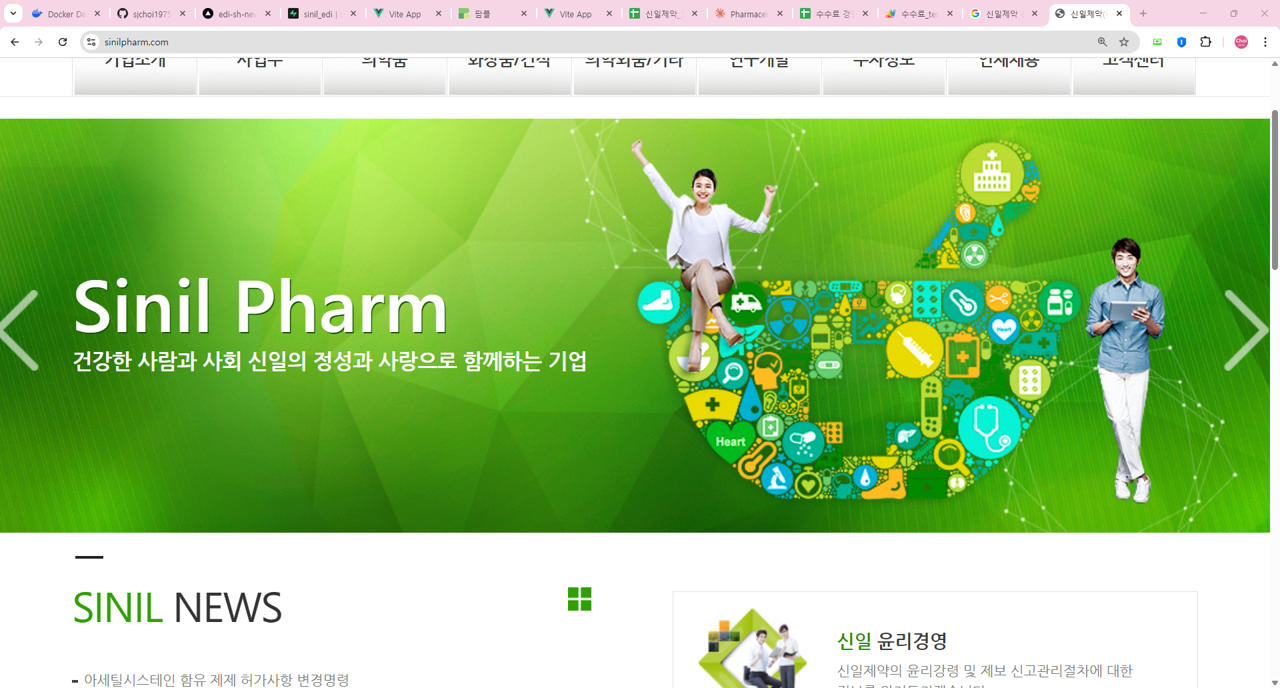 Docker De
sjchoi1975
edi-sh-ne
sinil_edi |
Vite App
팜플
Vite App
신일제약_
Pharmace
수수료 
수수료_te
신일제약
신일제약(
sinilpharm.com
Choi
기업소개
사업부
의약품
화장품/건식
의약외품/기타
연구개발
투자정보
인재채용
고객센터
Sinil Pharm
건강한 사람과 사회 신일의 정성과 사랑으로 함께하는 기업
Heart
Heart
SINIL NEWS
신일 윤리경영
신일제약의 윤리강령 및 제보 신고관리절차에 대한
아세틸시스테인 함유 제제 허가사항 변경명령